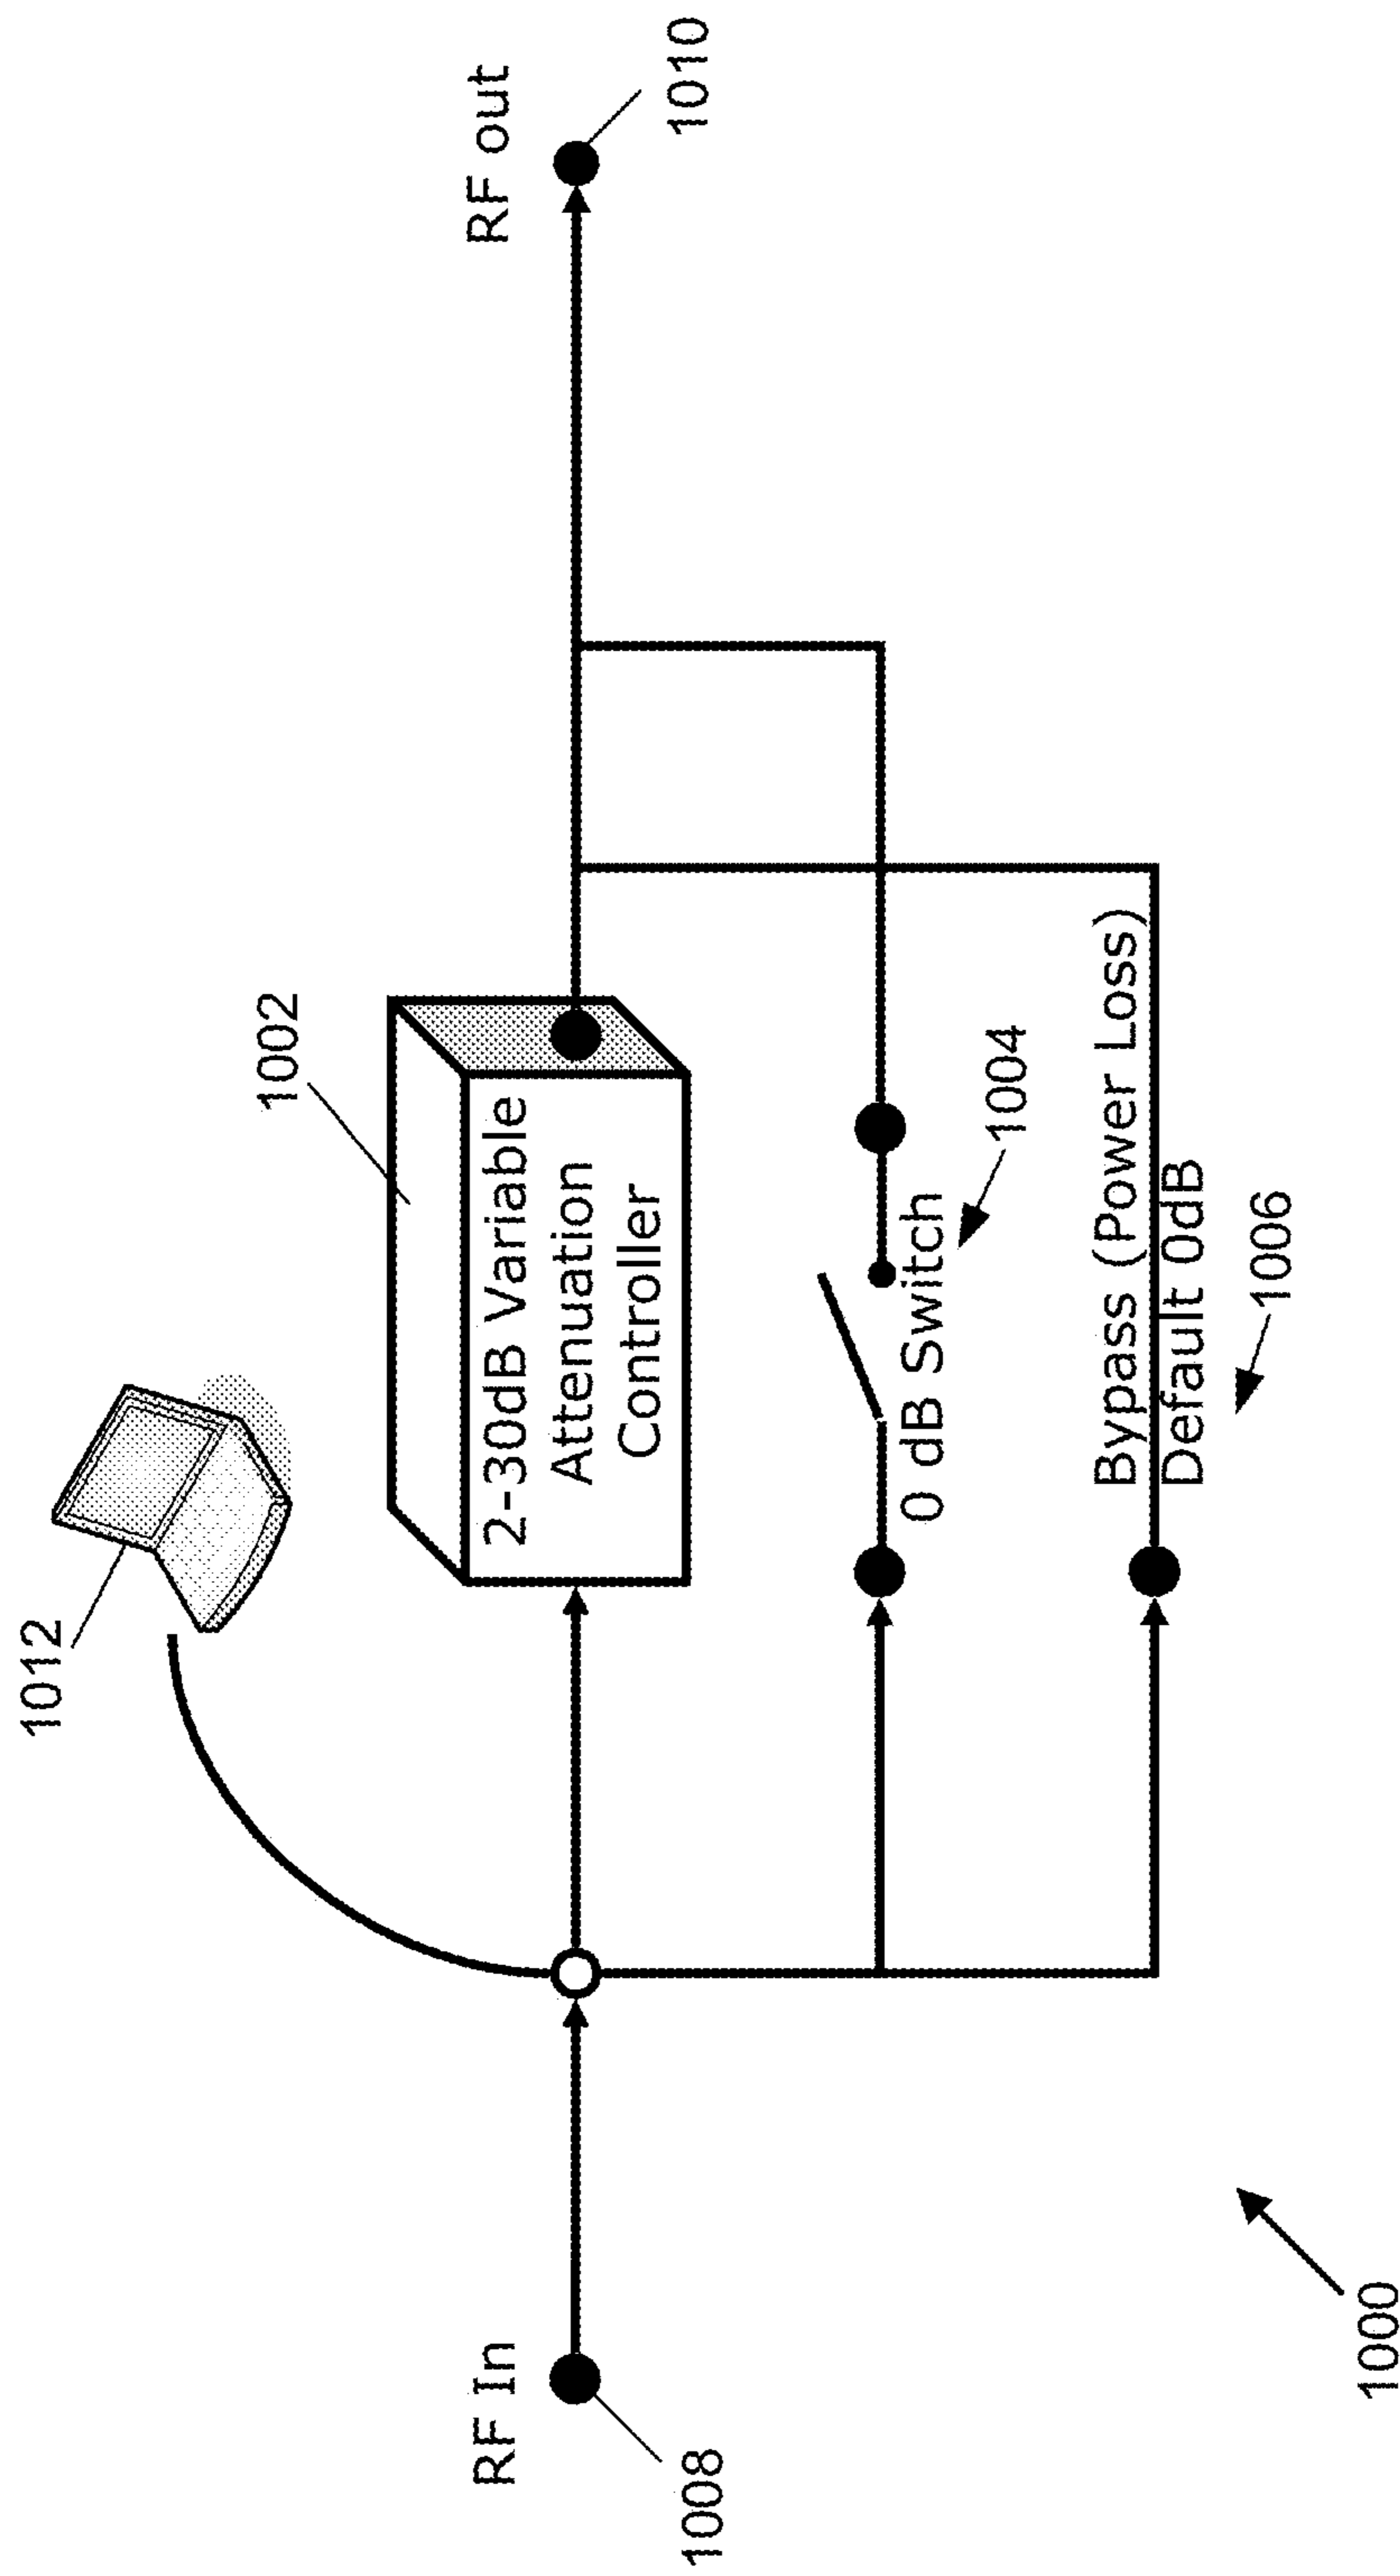 1012
1002
RF In
RF out
1008
1010
2-30dB Variable
Attenuation
Controller
0 dB Switch
1004
Bypass (Power Loss)
Default 0dB
1006
1000